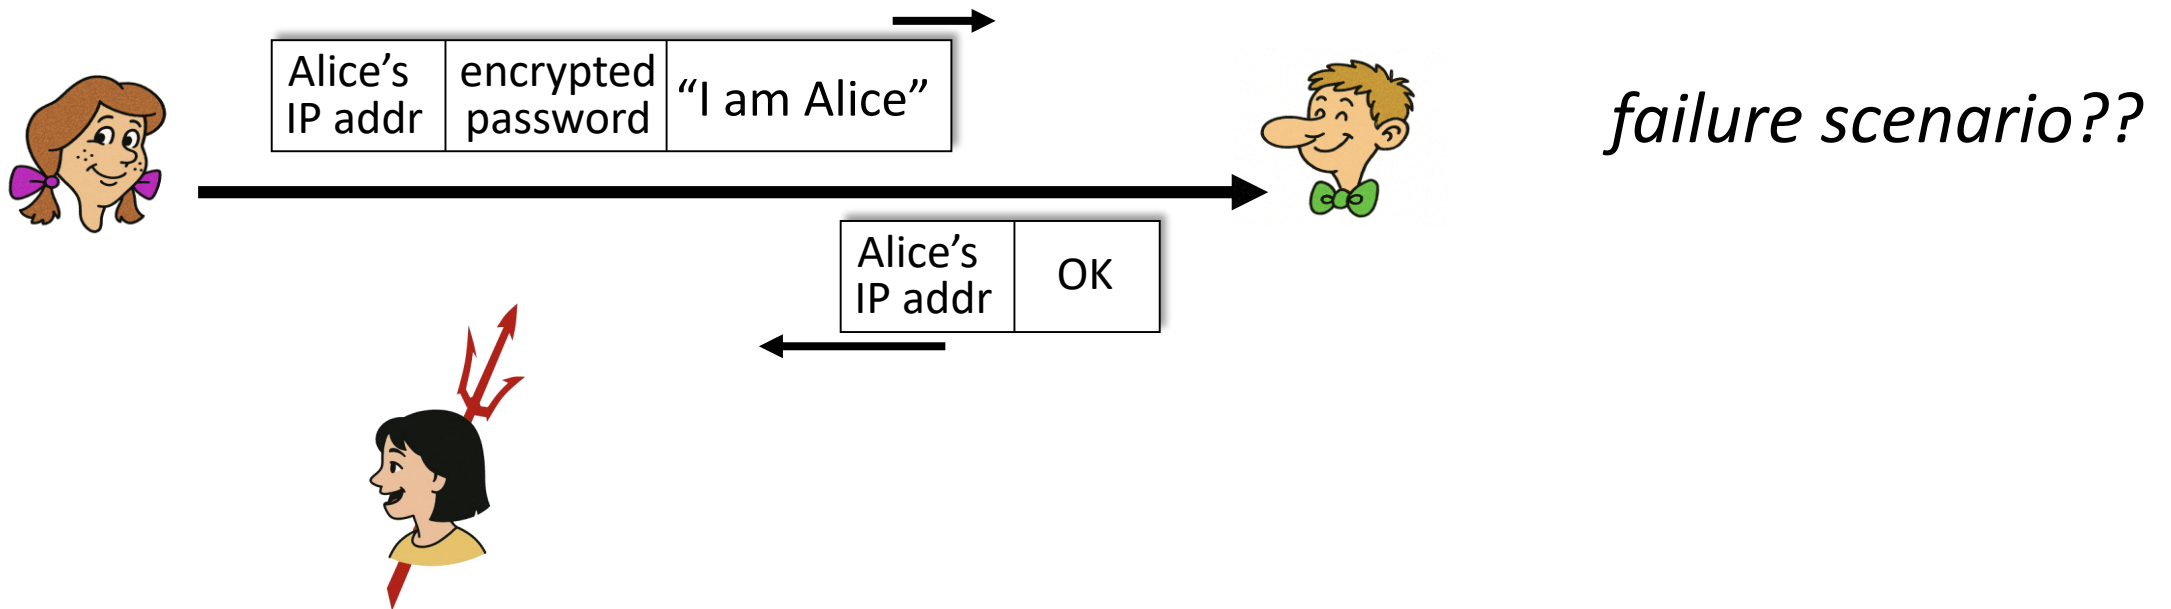 Alice’s
IP addr
encrypted
password
“I am Alice”
failure scenario??
Alice’s
IP addr
OK